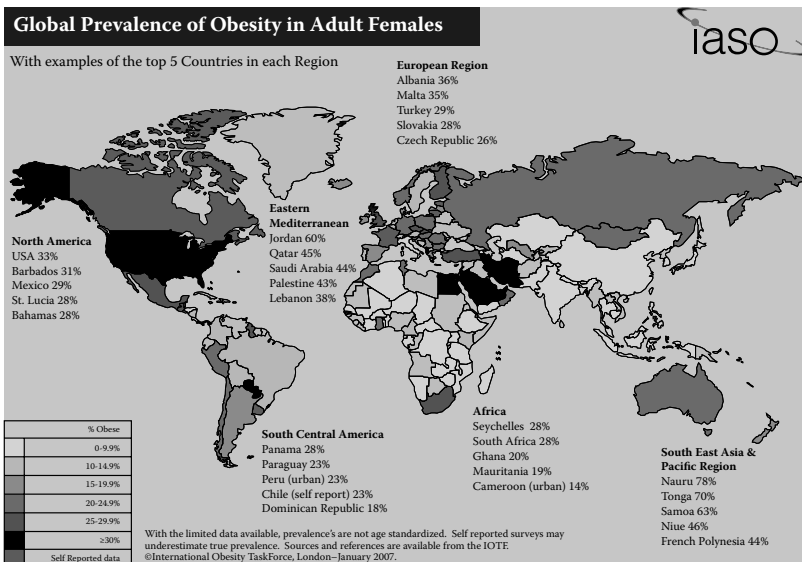 Global Prevalence of Obesity in Adult Females
iaso
With examples of the top 5 Countries in each Region
European Region
Albania 36%
Malta 35%
Turkey 29%
Slovakia 28%
Czech Republic 26%
Eastern
Mediterranean
Jordan 60%
Qatar 45%
Saudi Arabia 44%
Palestine 43%
Lebanon 38%
North America
USA 33%
Barbados 31%
Mexico 29%
St. Lucia 28%
Bahamas 28%
Africa
Seychelles 28%
South Africa 28%
Ghana 20%
Mauritania 19%
Cameroon (urban) 14%
South Central America
Panama 28%
Paraguay 23%
Peru (urban) 23%
Chile (self report) 23%
Dominican Republic 18%
South East Asia &
Pacific Region
Nauru 78%
Tonga 70%
Samoa 63%
Niue 46%
French Polynesia 44%
% Obese
0-9.9%
10-14.9%
15-19.9%
20-24.9%
25-29.9%
≥30%
Self Reported data
With the limited data available, prevalence's are not age standardized. Self reported surveys may
underestimate true prevalence. Sources and references are available from the IOTF.
©International Obesity TaskForce, London–January 2007.